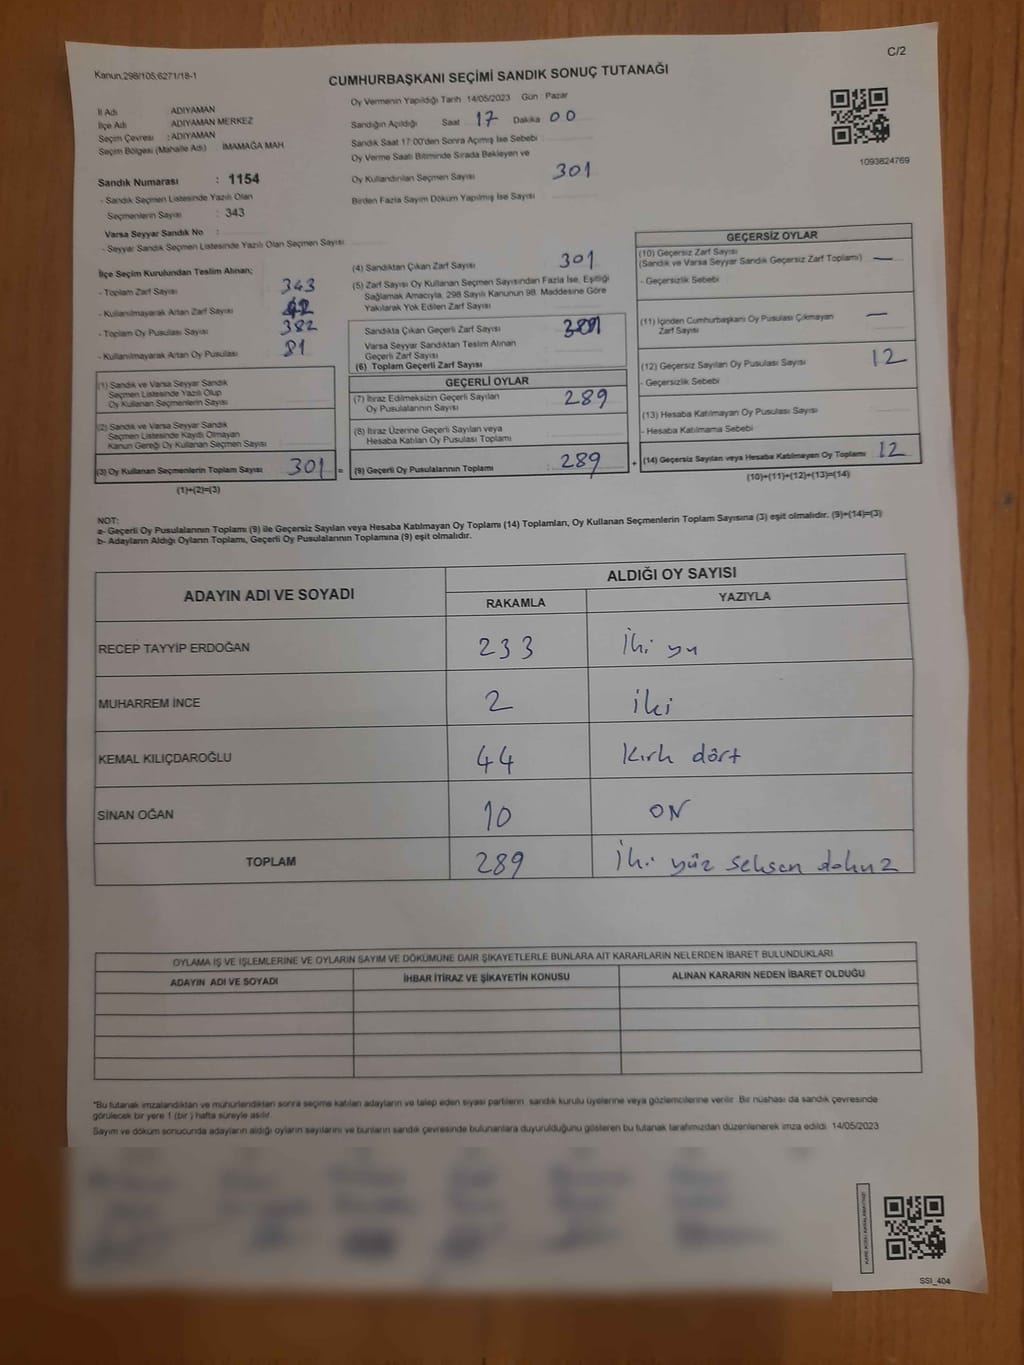 C/2
Kanun,298/105;6271/18-1
CUMHURBAŞKANI SEÇİMİ SANDIK SONUÇ TUTANAĞI
İl Adı ADIYAMAN
İlçe Adı ADIYAMAN MERKEZ
Seçim Çevresi : ADIYAMAN
Seçim Bölgesi (Mahalle Adı) İMAMAĞA MAH
Sandık Numarası : 1154
- Sandık Seçmen Listesinde Yazılı Olan
Seçmenlerin Sayısı : 343
Varsa Seyyar Sandık No :
- Seyyar Sandık Seçmen Listesinde Yazılı Olan Seçmen Sayısı
Oy Vermenin Yapıldığı Tarih 14/05/2023 Gün : Pazar
Sandığın Açıldığı Saat 17 Dakika 00
Sandık Saat 17:00'den Sonra Açılmış İse Sebebi
Oy Verme Saati Bitiminde Sırada Bekleyen ve
Oy Kullandırılan Seçmen Sayısı 301
Birden Fazla Sayım Döküm Yapılmış İse Sayısı
1093824769
İlçe Seçim Kurulundan Teslim Alınan;
- Toplam Zarf Sayısı 343
- Kullanılmayarak Artan Zarf Sayısı 42
- Toplam Oy Pusulası Sayısı 382
- Kullanılmayarak Artan Oy Pusulası 81
(1) Sandık ve Varsa Seyyar Sandık
Seçmen Listesinde Yazılı Olup
Oy Kullanan Seçmenlerin Sayısı
(2) Sandık ve Varsa Seyyar Sandık
Seçmen Listesinde Kaydı Olmayan
Kanun Gereği Oy Kullanan Seçmen Sayısı
(3) Oy Kullanan Seçmenlerin Toplam Sayısı 301 =
(1)+(2)=(3)
(4) Sandıktan Çıkan Zarf Sayısı 301
(5) Zarf Sayısı Oy Kullanan Seçmen Sayısından Fazla İse, Eşitliği
Sağlamak Amacıyla, 298 Sayılı Kanunun 98. Maddesine Göre
Yakılarak Yok Edilen Zarf Sayısı
Sandıkta Çıkan Geçerli Zarf Sayısı
Varsa Seyyar Sandıktan Teslim Alınan
Geçerli Zarf Sayısı
(6) Toplam Geçerli Zarf Sayısı
GEÇERLİ OYLAR
(7) İtiraz Edilmeksizin Geçerli Sayılan
Oy Pusulalarının Sayısı 289
(8) İtiraz Üzerine Geçerli Sayılan veya
Hesaba Katılan Oy Pusulası Toplamı
(9) Geçerli Oy Pusulalarının Toplamı : 289 +
GEÇERSİZ OYLAR
(10) Geçersiz Zarf Sayısı
(Sandık ve Varsa Seyyar Sandık Geçersiz Zarf Toplamı) —
- Geçersizlik Sebebi
(11) İçinden Cumhurbaşkanı Oy Pusulası Çıkmayan
Zarf Sayısı —
(12) Geçersiz Sayılan Oy Pusulası Sayısı 12
- Geçersizlik Sebebi
(13) Hesaba Katılmayan Oy Pusulası Sayısı
- Hesaba Katılmama Sebebi
(14) Geçersiz Sayılan veya Hesaba Katılmayan Oy Toplamı 12
(10)+(11)+(12)+(13)=(14)
NOT:
a- Geçerli Oy Pusulalarının Toplamı (9) ile Geçersiz Sayılan veya Hesaba Katılmayan Oy Toplamı (14) Toplamları, Oy Kullanan Seçmenlerin Toplam Sayısına (3) eşit olmalıdır. (9)+(14)=(3)
b- Adayların Aldığı Oyların Toplamı, Geçerli Oy Pusulalarının Toplamına (9) eşit olmalıdır.
ADAYIN ADI VE SOYADI ALDIĞI OY SAYISI
RAKAMLA YAZIYLA
RECEP TAYYİP ERDOĞAN 233 İki yu
MUHARREM İNCE 2 iki
KEMAL KILIÇDAROĞLU 44 Kırk dört
SİNAN OĞAN 10 ON
TOPLAM 289 İki yüz seksen dokuz
OYLAMA İŞ VE İŞLEMLERİNE VE OYLARIN SAYIM VE DÖKÜMÜNE DAİR ŞİKAYETLERLE BUNLARA AİT KARARLARIN NELERDEN İBARET BULUNDUKLARI
ADAYIN ADI VE SOYADI İHBAR İTİRAZ VE ŞİKAYETİN KONUSU ALINAN KARARIN NEDEN İBARET OLDUĞU
*Bu tutanak imzalandıktan ve mühürlendikten sonra seçime katılan adayların ve talep eden siyasi partilerin sandık kurulu üyelerine veya gözlemcilerine verilir. Bir nüshası da sandık çevresinde
görülecek bir yere 1 (bir ) hafta süreyle asılır.
Sayım ve döküm sonucunda adayların aldığı oyların sayılarını ve bunların sandık çevresinde bulunanlara duyurulduğunu gösteren bu tutanak tarafımızdan düzenlenerek imza edildi. 14/05/2023
SSI_404